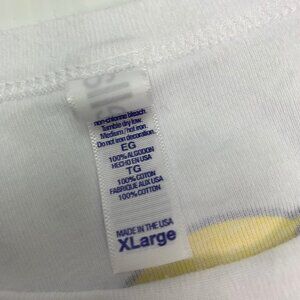 non-chlorine bleach.
Tumble dry low.
Medium / hot iron.
Do not iron decoration.
EG
100% ALGODON
HECHO EN USA
TG
100% COTON
FABRIQUE AUX USA
100% COTTON
MADE IN THE USA
XLarge